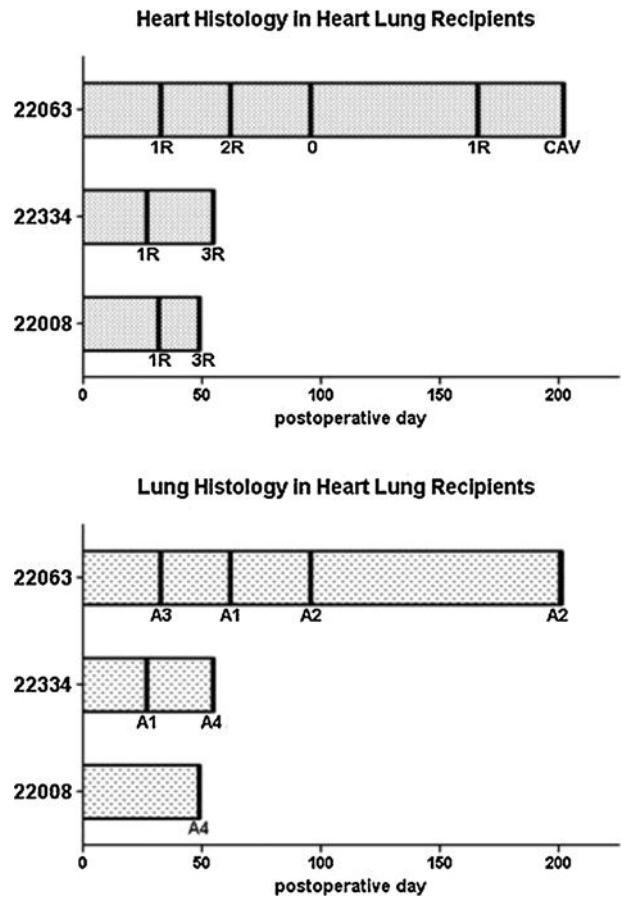 Heart Histology in Heart Lung Recipients
22063
1R 2R 0 1R CAV
22334
1R 3R
22008
1R 3R
0 50 100 150 200
postoperative day
Lung Histology in Heart Lung Recipients
22063
A3 A1 A2 A2
22334
A1 A4
22008
A4
0 50 100 150 200
postoperative day